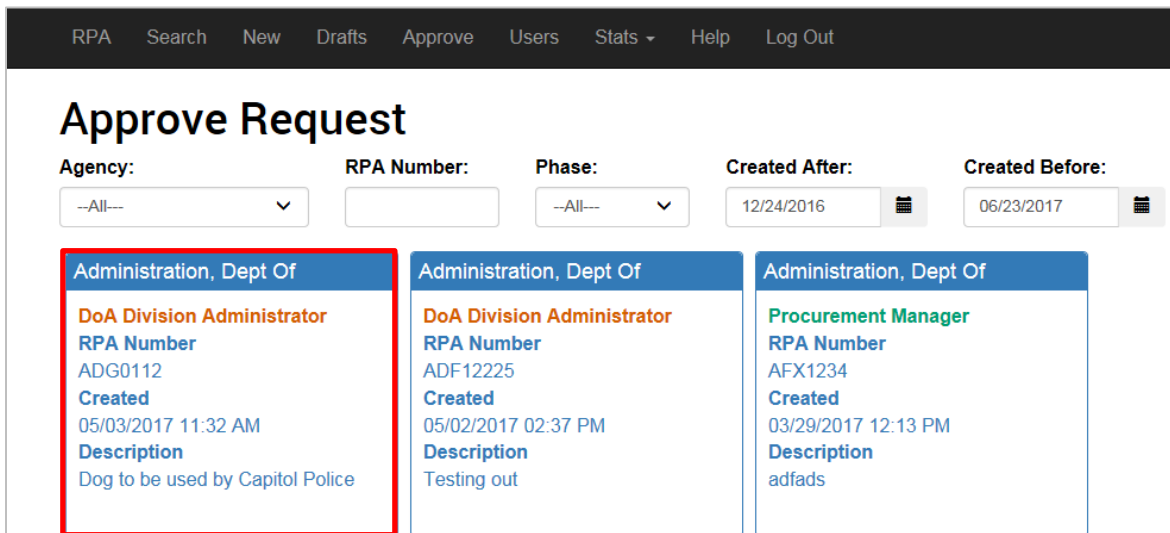 RPA Search New Drafts Approve Users Stats Help Log Out
Approve Request
Agency: RPA Number: Phase: Created After: Created Before:
--All--- --All--- 12/24/2016 06/23/2017
Administration, Dept Of
DoA Division Administrator
RPA Number
ADG0112
Created
05/03/2017 11:32 AM
Description
Dog to be used by Capitol Police
Administration, Dept Of
DoA Division Administrator
RPA Number
ADF12225
Created
05/02/2017 02:37 PM
Description
Testing out
Administration, Dept Of
Procurement Manager
RPA Number
AFX1234
Created
03/29/2017 12:13 PM
Description
adfads